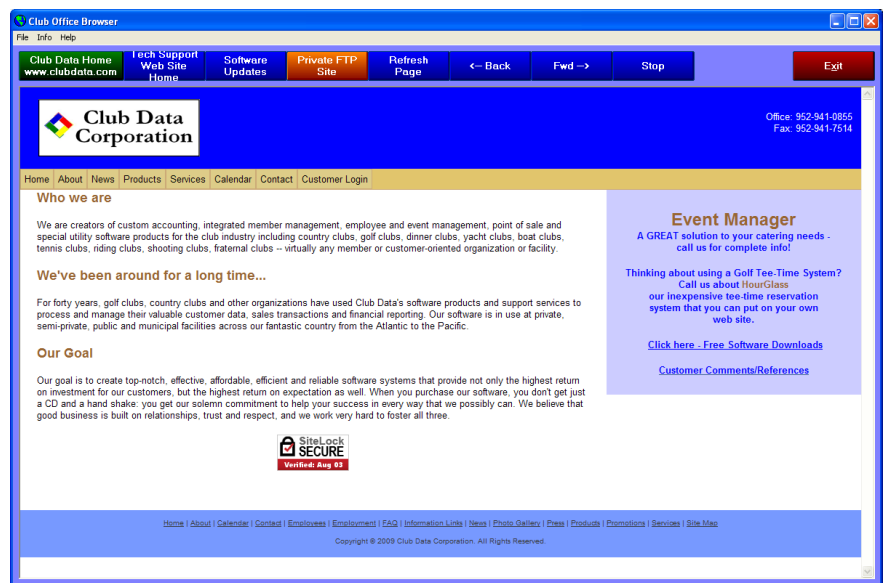 Club Office Browser
File Info Help
Club Data Home
www.clubdata.com
Tech Support
Web Site
Home
Software
Updates
Private FTP
Site
Refresh
Page
<-- Back
Fwd -->
Stop
Exit
Club Data
Corporation
Office: 952-941-0855
Fax: 952-941-7514
Home About News Products Services Calendar Contact Customer Login
Who we are
We are creators of custom accounting, integrated member management, employee and event management, point of sale and
special utility software products for the club industry including country clubs, golf clubs, dinner clubs, yacht clubs, boat clubs,
tennis clubs, riding clubs, shooting clubs, fraternal clubs -- virtually any member or customer-oriented organization or facility.
We've been around for a long time...
For forty years, golf clubs, country clubs and other organizations have used Club Data's software products and support services to
process and manage their valuable customer data, sales transactions and financial reporting. Our software is in use at private,
semi-private, public and municipal facilities across our fantastic country from the Atlantic to the Pacific.
Our Goal
Our goal is to create top-notch, effective, affordable, efficient and reliable software systems that provide not only the highest return
on investment for our customers, but the highest return on expectation as well. When you purchase our software, you don't get just
a CD and a hand shake: you get our solemn commitment to help your success in every way that we possibly can. We believe that
good business is built on relationships, trust and respect, and we work very hard to foster all three.
SiteLock
SECURE
Verified: Aug 03
Event Manager
A GREAT solution to your catering needs -
call us for complete info!
Thinking about using a Golf Tee-Time System?
Call us about HourGlass
our inexpensive tee-time reservation
system that you can put on your own
web site.
Click here - Free Software Downloads
Customer Comments/References
Home | About | Calendar | Contact | Employees | Employment | FAQ | Information Links | News | Photo Gallery | Press | Products | Promotions | Services | Site Map
Copyright © 2009 Club Data Corporation. All Rights Reserved.